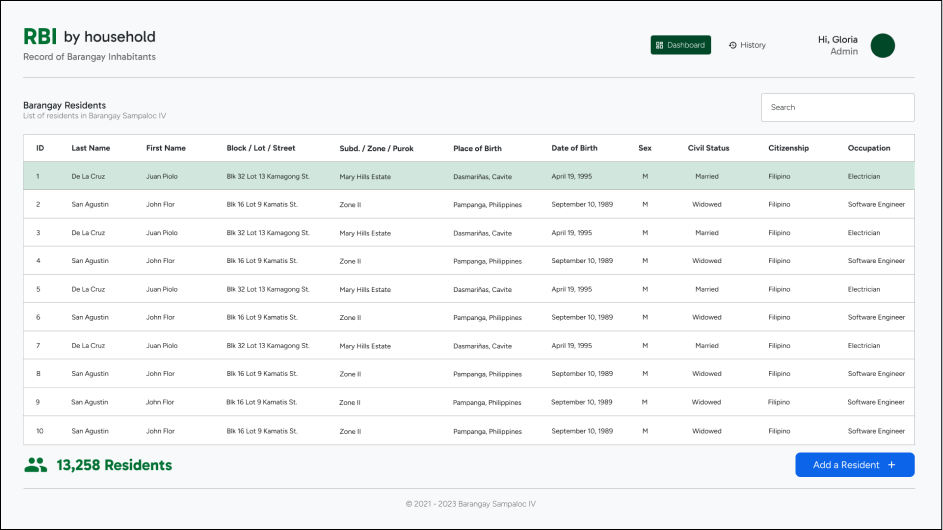 RBI by household
Record of Barangay Inhabitants
Dashboard
History
Hi, Gloria
Admin
Barangay Residents
List of residents in Barangay Sampaloc IV
Search
ID Last Name First Name Block / Lot / Street Subd. / Zone / Purok Place of Birth Date of Birth Sex Civil Status Citizenship Occupation
1 De La Cruz Juan Piolo Blk 32 Lot 13 Kamagong St. Mary Hills Estate Dasmariñas, Cavite April 19, 1995 M Married Filipino Electrician
2 San Agustin John Flor Blk 16 Lot 9 Kamatis St. Zone II Pampanga, Philippines September 10, 1989 M Widowed Filipino Software Engineer
3 De La Cruz Juan Piolo Blk 32 Lot 13 Kamagong St. Mary Hills Estate Dasmariñas, Cavite April 19, 1995 M Married Filipino Electrician
4 San Agustin John Flor Blk 16 Lot 9 Kamatis St. Zone II Pampanga, Philippines September 10, 1989 M Widowed Filipino Software Engineer
5 De La Cruz Juan Piolo Blk 32 Lot 13 Kamagong St. Mary Hills Estate Dasmariñas, Cavite April 19, 1995 M Married Filipino Electrician
6 San Agustin John Flor Blk 16 Lot 9 Kamatis St. Zone II Pampanga, Philippines September 10, 1989 M Widowed Filipino Software Engineer
7 De La Cruz Juan Piolo Blk 32 Lot 13 Kamagong St. Mary Hills Estate Dasmariñas, Cavite April 19, 1995 M Married Filipino Electrician
8 San Agustin John Flor Blk 16 Lot 9 Kamatis St. Zone II Pampanga, Philippines September 10, 1989 M Widowed Filipino Software Engineer
9 San Agustin John Flor Blk 16 Lot 9 Kamatis St. Zone II Pampanga, Philippines September 10, 1989 M Widowed Filipino Software Engineer
10 San Agustin John Flor Blk 16 Lot 9 Kamatis St. Zone II Pampanga, Philippines September 10, 1989 M Widowed Filipino Software Engineer
13,258 Residents
Add a Resident +
© 2021 - 2023 Barangay Sampaloc IV